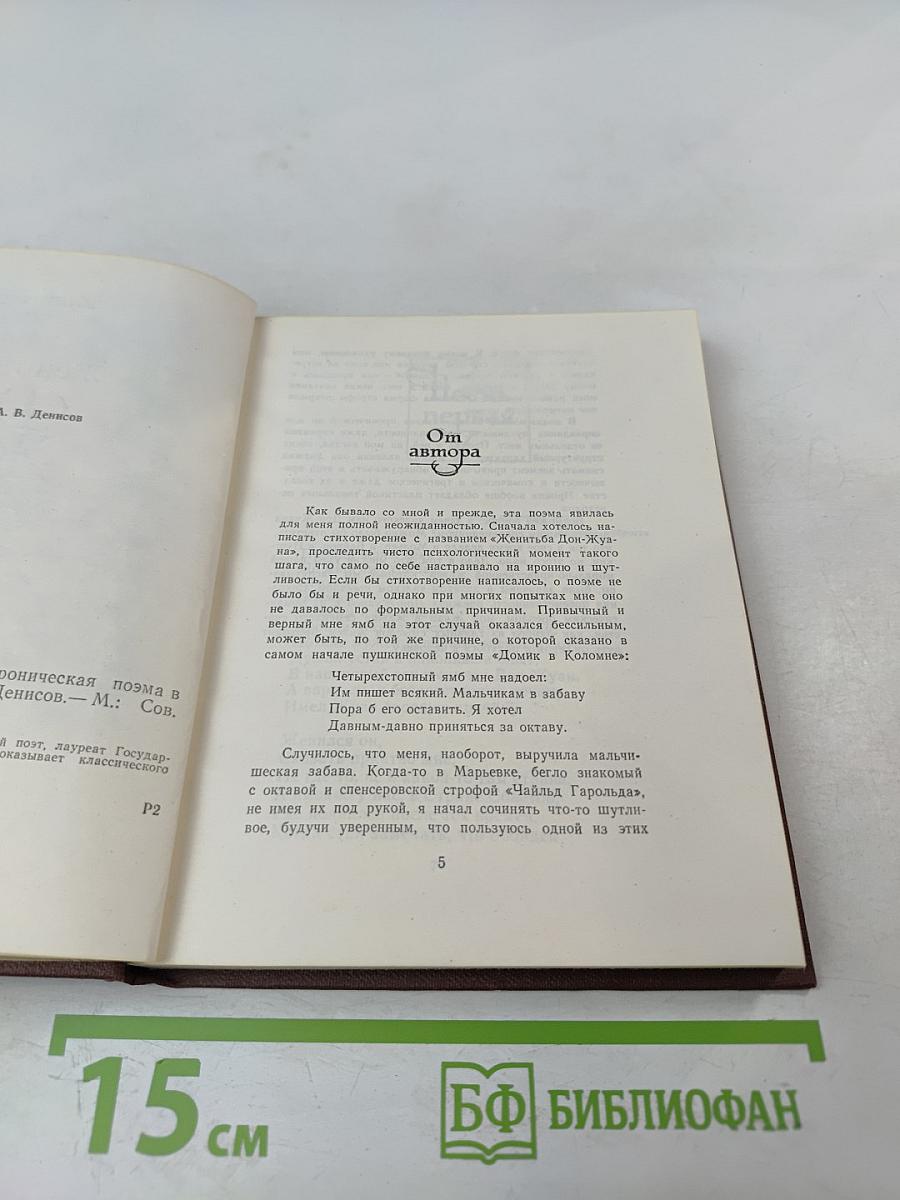 А. В. Денисов
роническая поэма в
Денисов.— М.: Сов.
й поэт, лауреат Государ-
оказывает классического
Р2
От
автора
Как бывало со мной и прежде, эта поэма явилась
для меня полной неожиданностью. Сначала хотелось на-
писать стихотворение с названием «Женитьба Дон-Жуа-
на», проследить чисто психологический момент такого
шага, что само по себе настраивало на иронию и шут-
ливость. Если бы стихотворение написалось, о поэме не
было бы и речи, однако при многих попытках мне оно
не давалось по формальным причинам. Привычный и
верный мне ямб на этот случай оказался бессильным,
может быть, по той же причине, о которой сказано в
самом начале пушкинской поэмы «Домик в Коломне»:
Четырехстопный ямб мне надоел:
Им пишет всякий. Мальчикам в забаву
Пора б его оставить. Я хотел
Давным-давно приняться за октаву.
Случилось, что меня, наоборот, выручила мальчи-
шеская забава. Когда-то в Марьевке, бегло знакомый
с октавой и спенсеровской строфой «Чайльд Гарольда»,
не имея их под рукой, я начал сочинять что-то шутли-
вое, будучи уверенным, что пользуюсь одной из этих
5
15 см
БФ БИБЛИОФАН